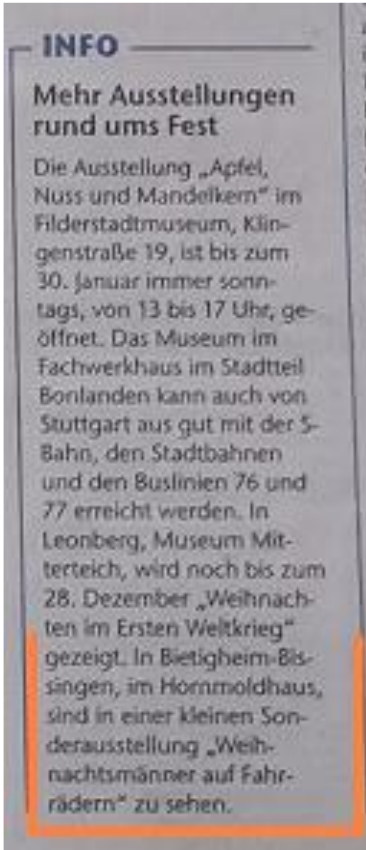 INFO
Mehr Ausstellungen
rund ums Fest
Die Ausstellung „Apfel,
Nuss und Mandelkern“ im
Filderstadtmuseum, Klin-
genstraße 19, ist bis zum
30. Januar immer sonn-
tags, von 13 bis 17 Uhr, ge-
öffnet. Das Museum im
Fachwerkhaus im Stadtteil
Bonlanden kann auch von
Stuttgart aus gut mit der S-
Bahn, den Stadtbahnen
und den Buslinien 76 und
77 erreicht werden. In
Leonberg, Museum Mit-
terteich, wird noch bis zum
28. Dezember „Weihnach-
ten im Ersten Weltkrieg“
gezeigt. In Bietigheim-Bis-
singen, im Hornmoldhaus,
sind in einer kleinen Son-
derausstellung „Weih-
nachtsmänner auf Fahr-
rädern“ zu sehen.